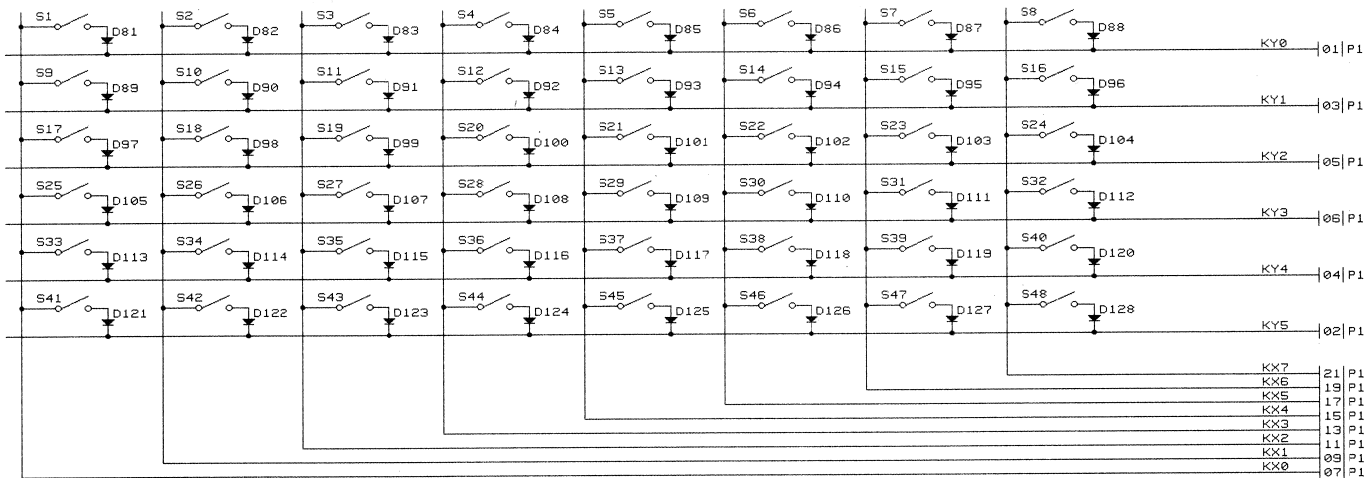 S1 S2 S3 S4 S5 S6 S7 S8
D81 D82 D83 D84 D85 D86 D87 D88
KY0 01 P1
S9 S10 S11 S12 S13 S14 S15 S16
D89 D90 D91 D92 D93 D94 D95 D96
KY1 03 P1
S17 S18 S19 S20 S21 S22 S23 S24
D97 D98 D99 D100 D101 D102 D103 D104
KY2 05 P1
S25 S26 S27 S28 S29 S30 S31 S32
D105 D106 D107 D108 D109 D110 D111 D112
KY3 06 P1
S33 S34 S35 S36 S37 S38 S39 S40
D113 D114 D115 D116 D117 D118 D119 D120
KY4 04 P1
S41 S42 S43 S44 S45 S46 S47 S48
D121 D122 D123 D124 D125 D126 D127 D128
KY5 02 P1
KX7 21 P1
KX6 19 P1
KX5 17 P1
KX4 15 P1
KX3 13 P1
KX2 11 P1
KX1 09 P1
KX0 07 P1